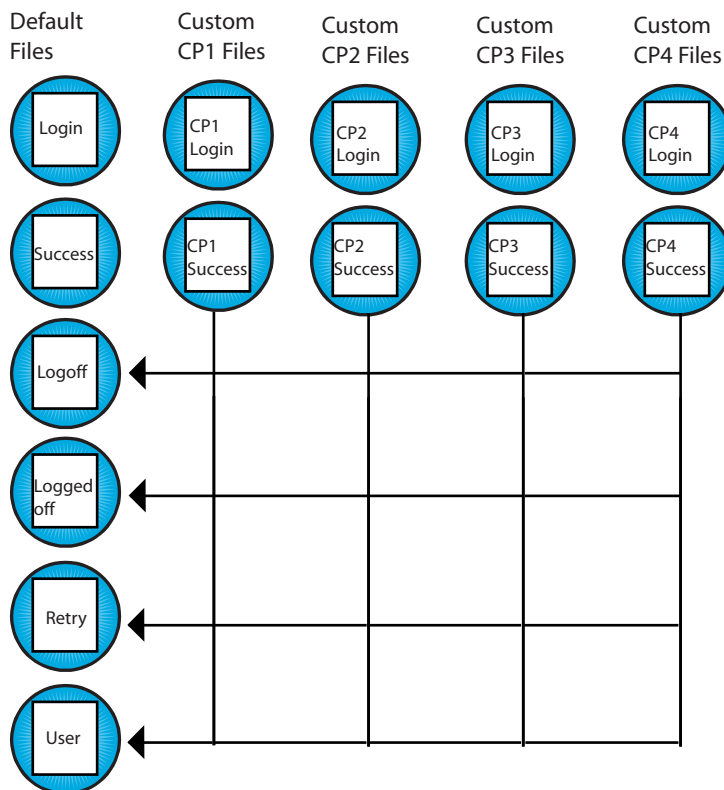 Default
Files
Custom
CP1 Files
Custom
CP2 Files
Custom
CP3 Files
Custom
CP4 Files
Login
CP1
Login
CP2
Login
CP3
Login
CP4
Login
Success
CP1
Success
CP2
Success
CP3
Success
CP4
Success
Logoff
Logged
off
Retry
User